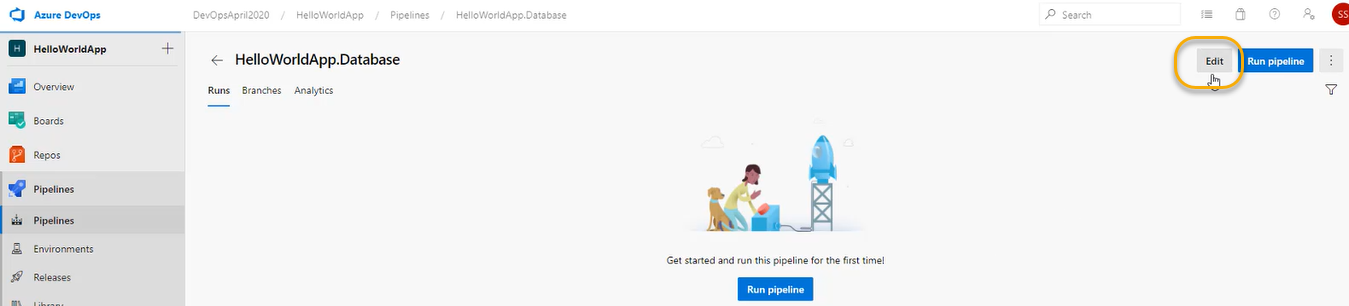 Azure DevOps
DevOpsApril2020 / HelloWorldApp / Pipelines / HelloWorldApp.Database
Search
SS
H HelloWorldApp
HelloWorldApp.Database
Edit
Run pipeline
Overview
Runs Branches Analytics
Boards
Repos
Pipelines
Pipelines
Environments
Releases
Library
Get started and run this pipeline for the first time!
Run pipeline